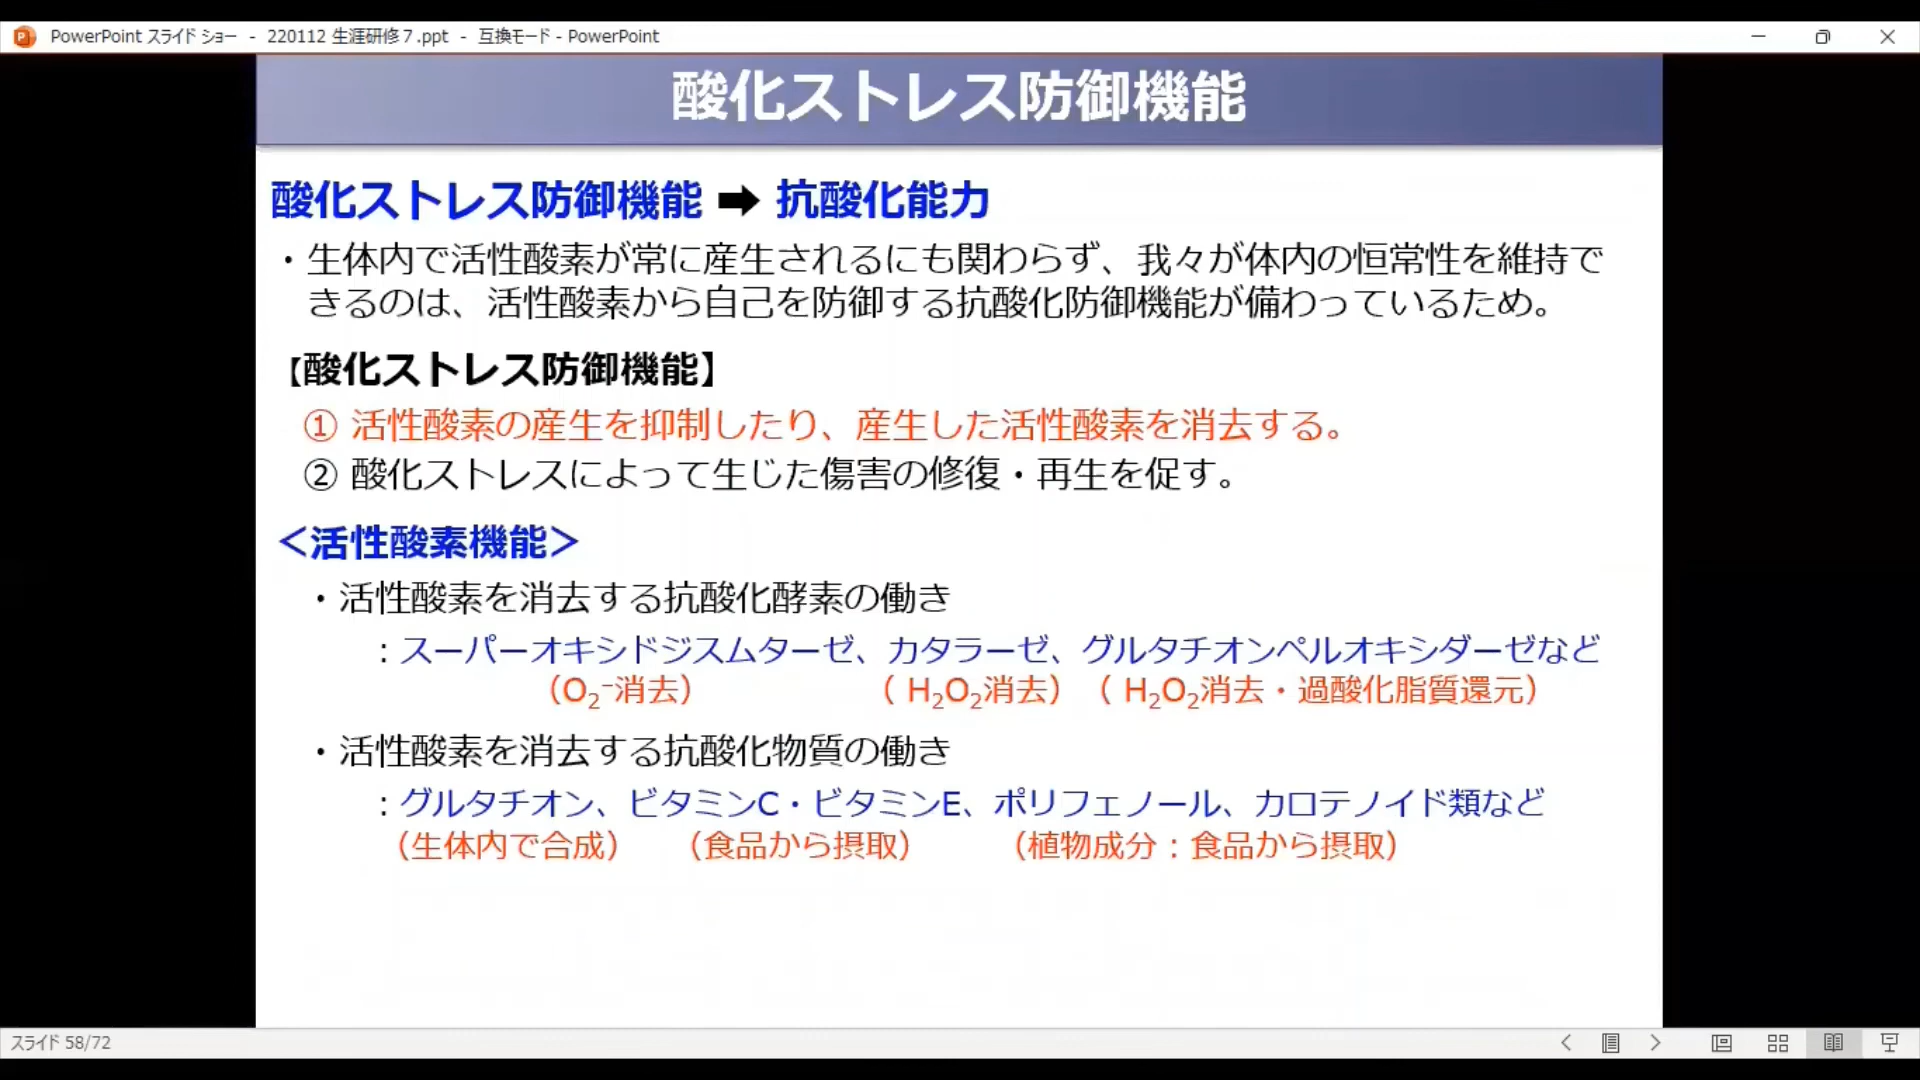 PowerPoint スライド ショー - 220112 生涯研修７.ppt - 互換モード - PowerPoint
酸化ストレス防御機能
酸化ストレス防御機能 ➡ 抗酸化能力
・生体内で活性酸素が常に産生されるにも関わらず、我々が体内の恒常性を維持で
きるのは、活性酸素から自己を防御する抗酸化防御機能が備わっているため。
【酸化ストレス防御機能】
① 活性酸素の産生を抑制したり、産生した活性酸素を消去する。
② 酸化ストレスによって生じた傷害の修復・再生を促す。
＜活性酸素機能＞
・活性酸素を消去する抗酸化酵素の働き
：スーパーオキシドジスムターゼ、カタラーゼ、グルタチオンペルオキシダーゼなど
（O₂⁻消去） （ H₂O₂消去） （ H₂O₂消去・過酸化脂質還元）
・活性酸素を消去する抗酸化物質の働き
：グルタチオン、ビタミンC・ビタミンE、ポリフェノール、カロテノイド類など
（生体内で合成） （食品から摂取） （植物成分：食品から摂取）
スライド 58/72